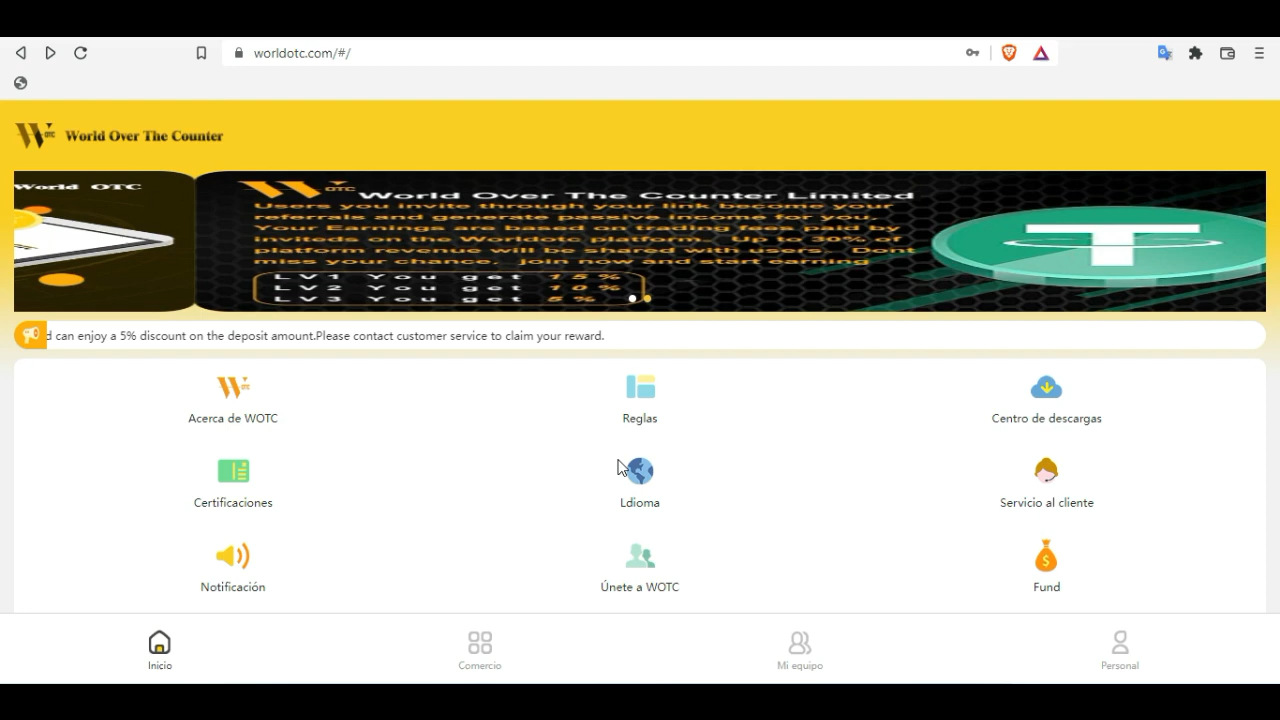 worldotc.com/#/
OTC World Over The Counter
World OTC
OTC World Over The Counter Limited
Users you invite through your link become your
referrals and generate passive income for you.
Your Earnings are based on trading fees paid by
inviteds on the Worldotc platform. Up to 30% of
platform revenue will be shared with users. Dont
miss your chance, join now and start earning
LV1 You get 15%
LV2 You get 10%
LV3 You get 5%
d can enjoy a 5% discount on the deposit amount.Please contact customer service to claim your reward.
Acerca de WOTC Reglas Centro de descargas
Certificaciones Ldioma Servicio al cliente
Notificación Únete a WOTC Fund
Inicio Comercio Mi equipo Personal